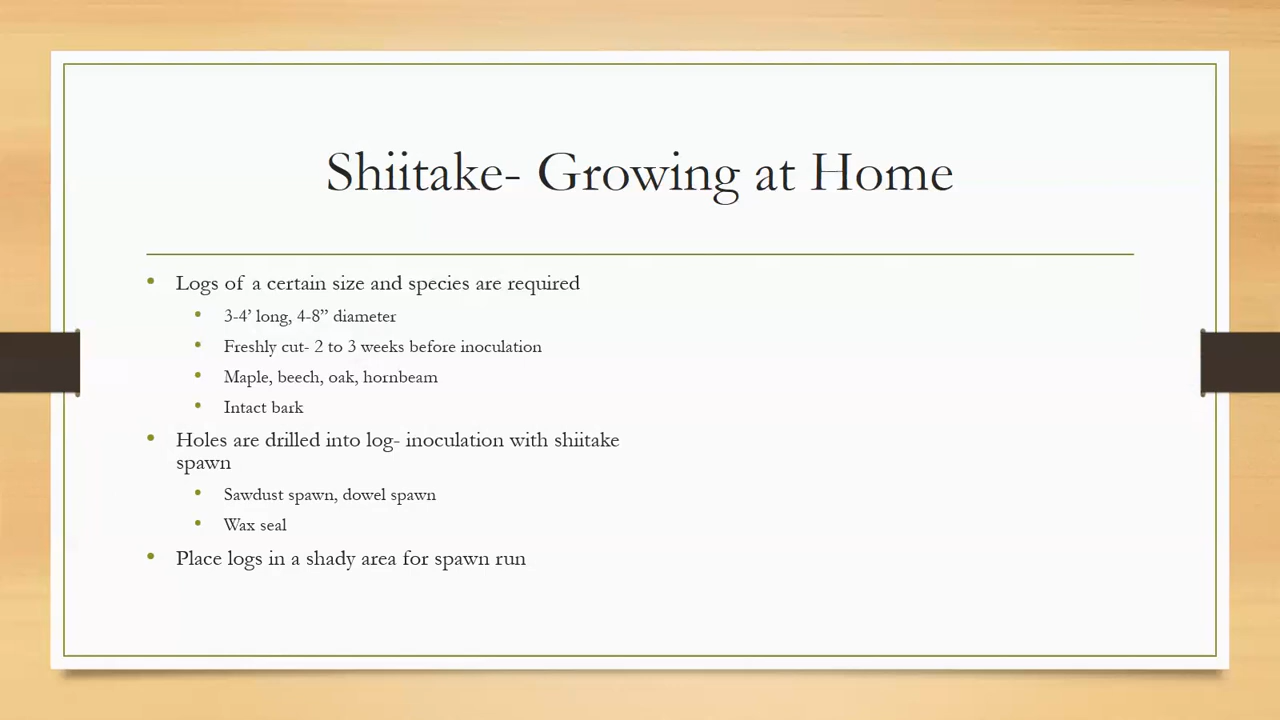 Shiitake- Growing at Home
• Logs of a certain size and species are required
• 3-4’ long, 4-8” diameter
• Freshly cut- 2 to 3 weeks before inoculation
• Maple, beech, oak, hornbeam
• Intact bark
• Holes are drilled into log- inoculation with shiitake
spawn
• Sawdust spawn, dowel spawn
• Wax seal
• Place logs in a shady area for spawn run